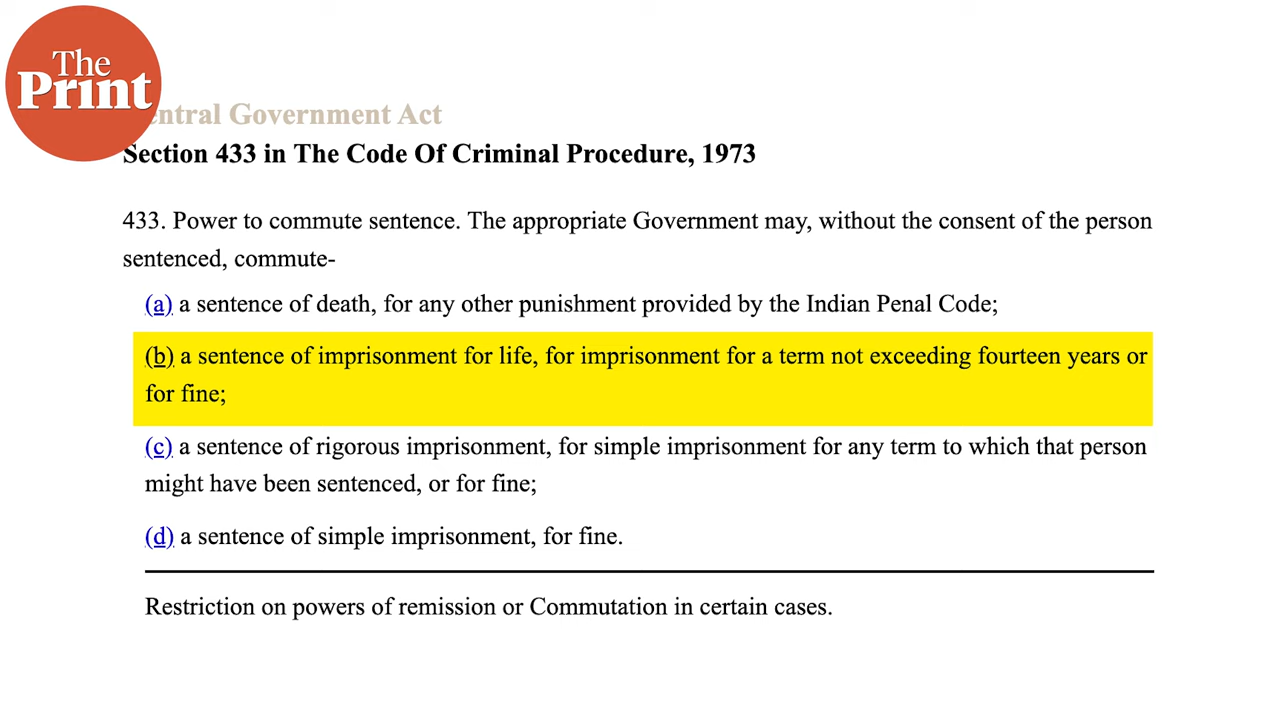 The
Print
entral Government Act
Section 433 in The Code Of Criminal Procedure, 1973
433. Power to commute sentence. The appropriate Government may, without the consent of the person
sentenced, commute-
(a) a sentence of death, for any other punishment provided by the Indian Penal Code;
(b) a sentence of imprisonment for life, for imprisonment for a term not exceeding fourteen years or
for fine;
(c) a sentence of rigorous imprisonment, for simple imprisonment for any term to which that person
might have been sentenced, or for fine;
(d) a sentence of simple imprisonment, for fine.
Restriction on powers of remission or Commutation in certain cases.